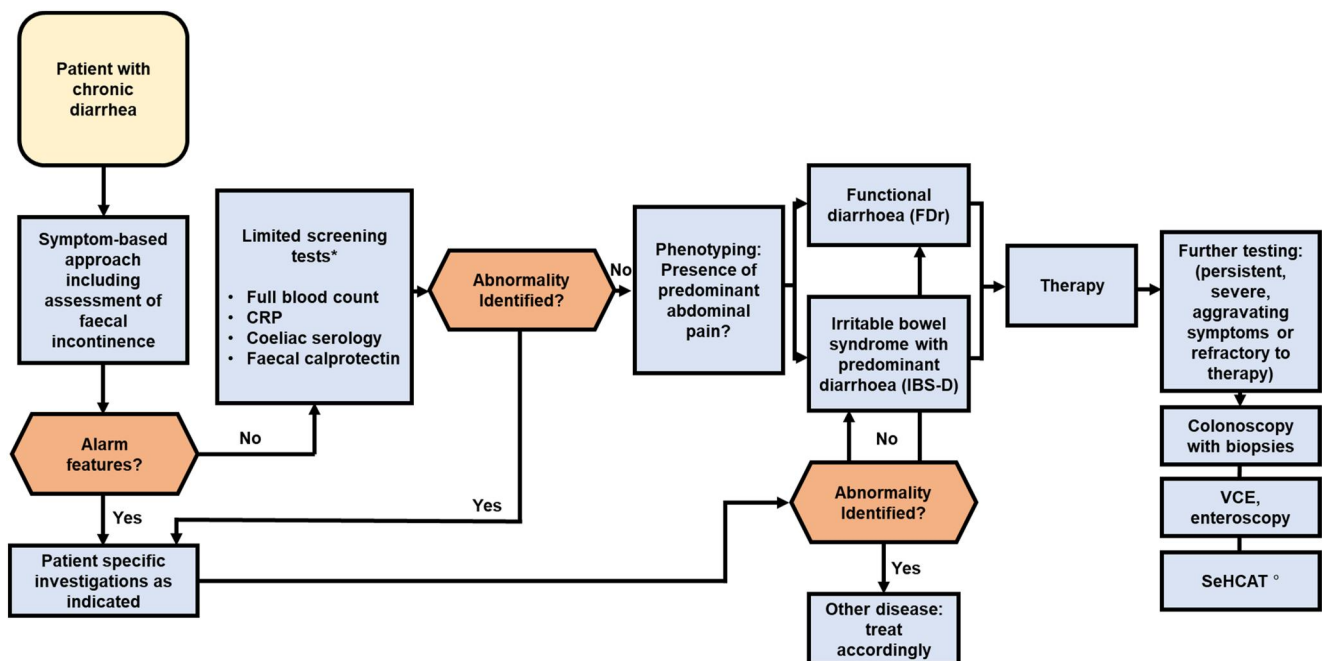 Patient with
chronic
diarrhea
Symptom-based
approach
including
assessment of
faecal
incontinence
Alarm
features?
No
Yes
Patient specific
investigations as
indicated
Limited screening
tests*
• Full blood count
• CRP
• Coeliac serology
• Faecal calprotectin
Abnormality
Identified?
No
Yes
Phenotyping:
Presence of
predominant
abdominal
pain?
Functional
diarrhoea (FDr)
Irritable bowel
syndrome with
predominant
diarrhoea (IBS-D)
No
Abnormality
Identified?
Yes
Other disease:
treat
accordingly
Therapy
Further testing:
(persistent,
severe,
aggravating
symptoms or
refractory to
therapy)
Colonoscopy
with biopsies
VCE,
enteroscopy
SeHCAT °